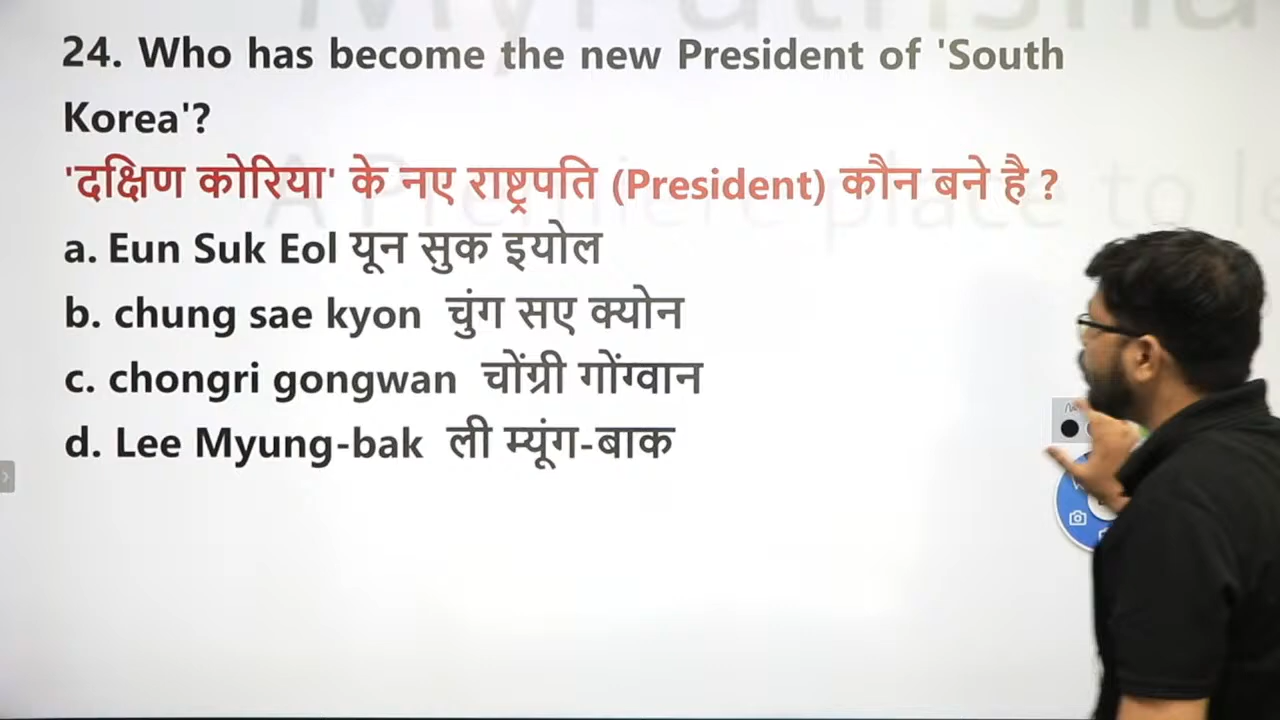 24. Who has become the new President of 'South
Korea'?
'दक्षिण कोरिया' के नए राष्ट्रपति (President) कौन बने है ?
a. Eun Suk Eol यून सुक इयोल
b. chung sae kyon चुंग सए क्योन
c. chongri gongwan चोंग्री गोंग्वान
d. Lee Myung-bak ली म्यूंग-बाक